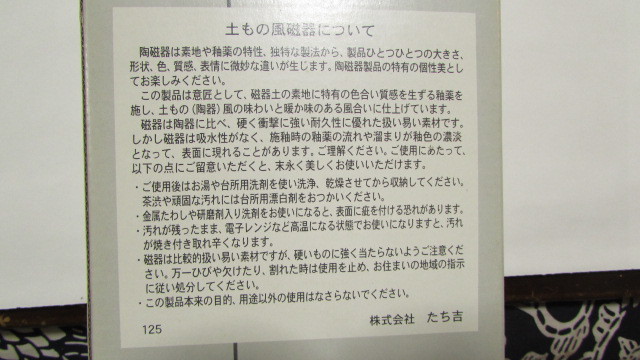 土もの風磁器について
陶磁器は素地や釉薬の特性、独特な製法から、製品ひとつひとつの大きさ、
形状、色、質感、表情に微妙な違いが生じます。陶磁器製品の特有の個性美とし
てお楽しみください。
この製品は意匠として、磁器土の素地に特有の色合い質感を生ずる釉薬を
施し、土もの（陶器）風の味わいと暖か味のある風合いに仕上げています。
磁器は陶器に比べ、硬く衝撃に強い耐久性に優れた扱い易い素材です。
しかし磁器は吸水性がなく、施釉時の釉薬の流れや溜まりが釉色の濃淡
となって、表面に現れることがあります。ご理解ください。ご使用にあたって、
以下の点にご留意いただくと、末永く美しくお使いいただけます。
・ご使用後はお湯や台所用洗剤を使い洗浄、乾燥させてから収納してください。
茶渋や頑固な汚れには台所用漂白剤をおつかいください。
・金属たわしや研磨剤入り洗剤をお使いになると、表面に疵を付ける恐れがあります。
・汚れが残ったまま、電子レンジなど高温になる状態でお使いになりますと、汚れ
が焼き付き取れ辛くなります。
・磁器は比較的扱い易い素材ですが、硬いものに強く当たらないようご注意くだ
さい。万一ひびや欠けたり、割れた時は使用を止め、お住まいの地域の指示
に従い処分してください。
・この製品本来の目的、用途以外の使用はなさらないでください。
125
株式会社 たち吉